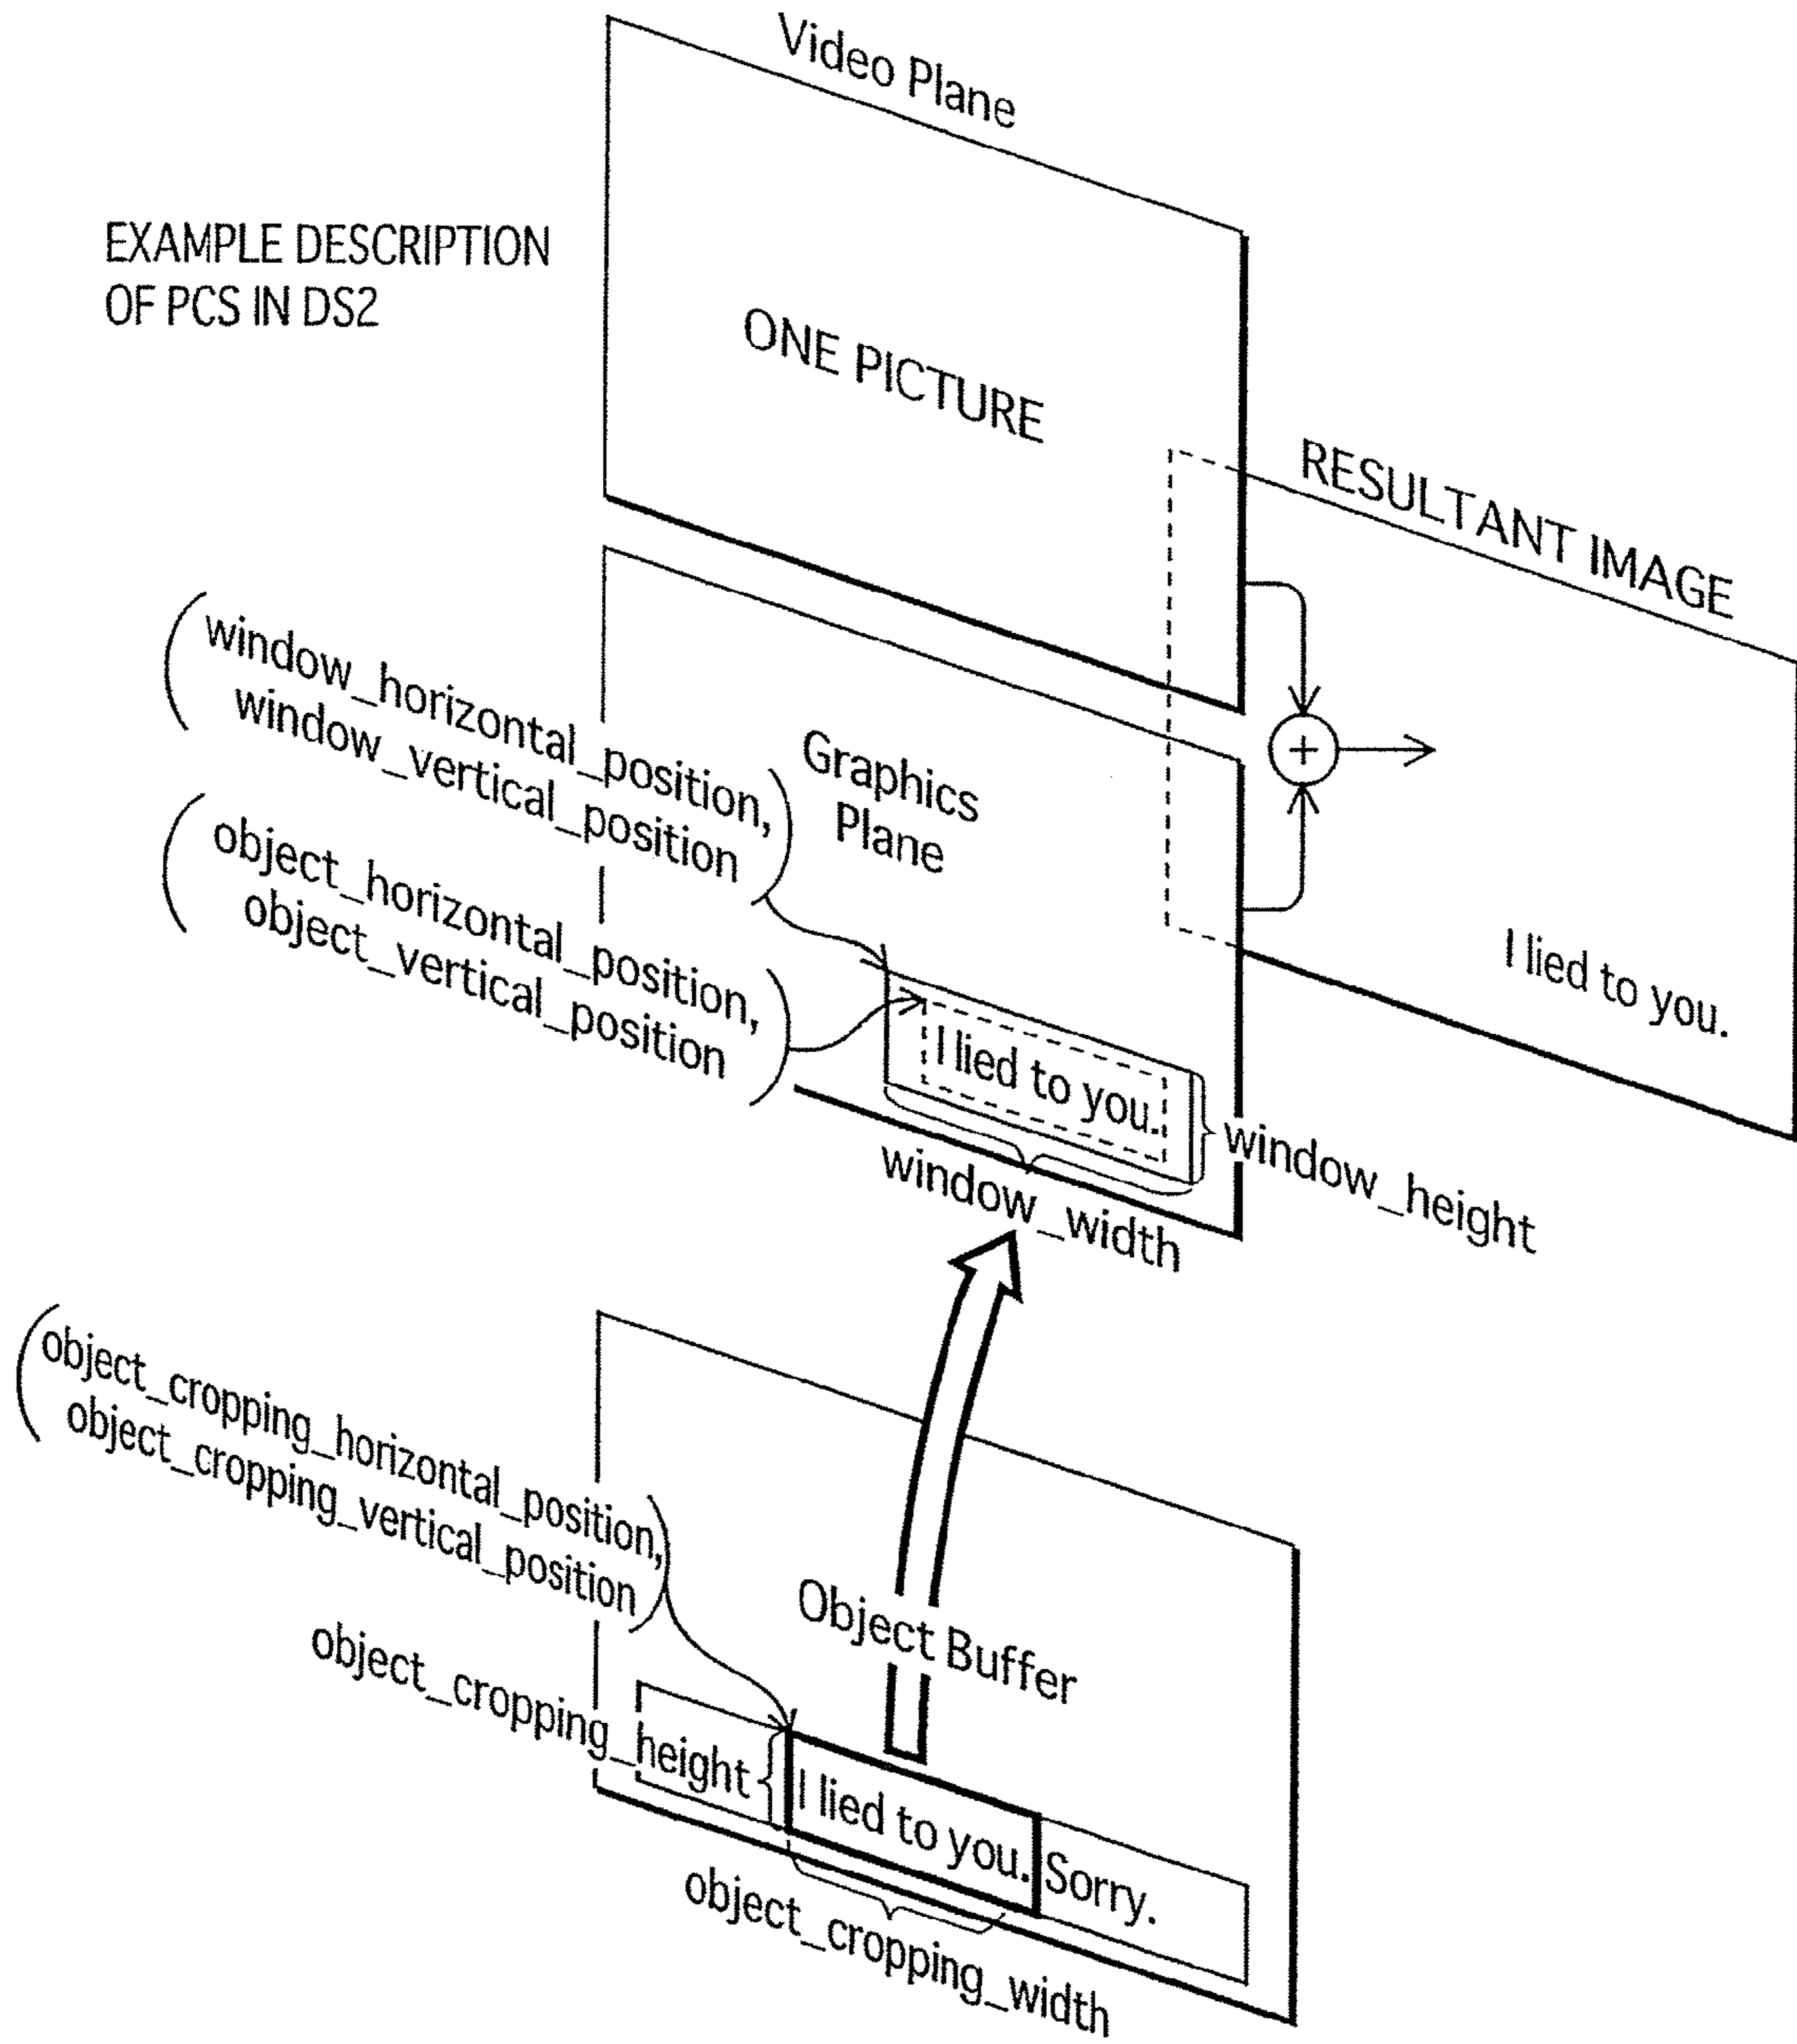 Video Plane
EXAMPLE DESCRIPTION
OF PCS IN DS2
ONE PICTURE
RESULTANT IMAGE
(window_horizontal_position,
window_vertical_position)
Graphics
Plane
(object_horizontal_position,
object_vertical_position)
+
I lied to you.
I lied to you.
window_height
window_width
(object_cropping_horizontal_position,
object_cropping_vertical_position)
Object Buffer
object_cropping_height
I lied to you. Sorry.
object_cropping_width